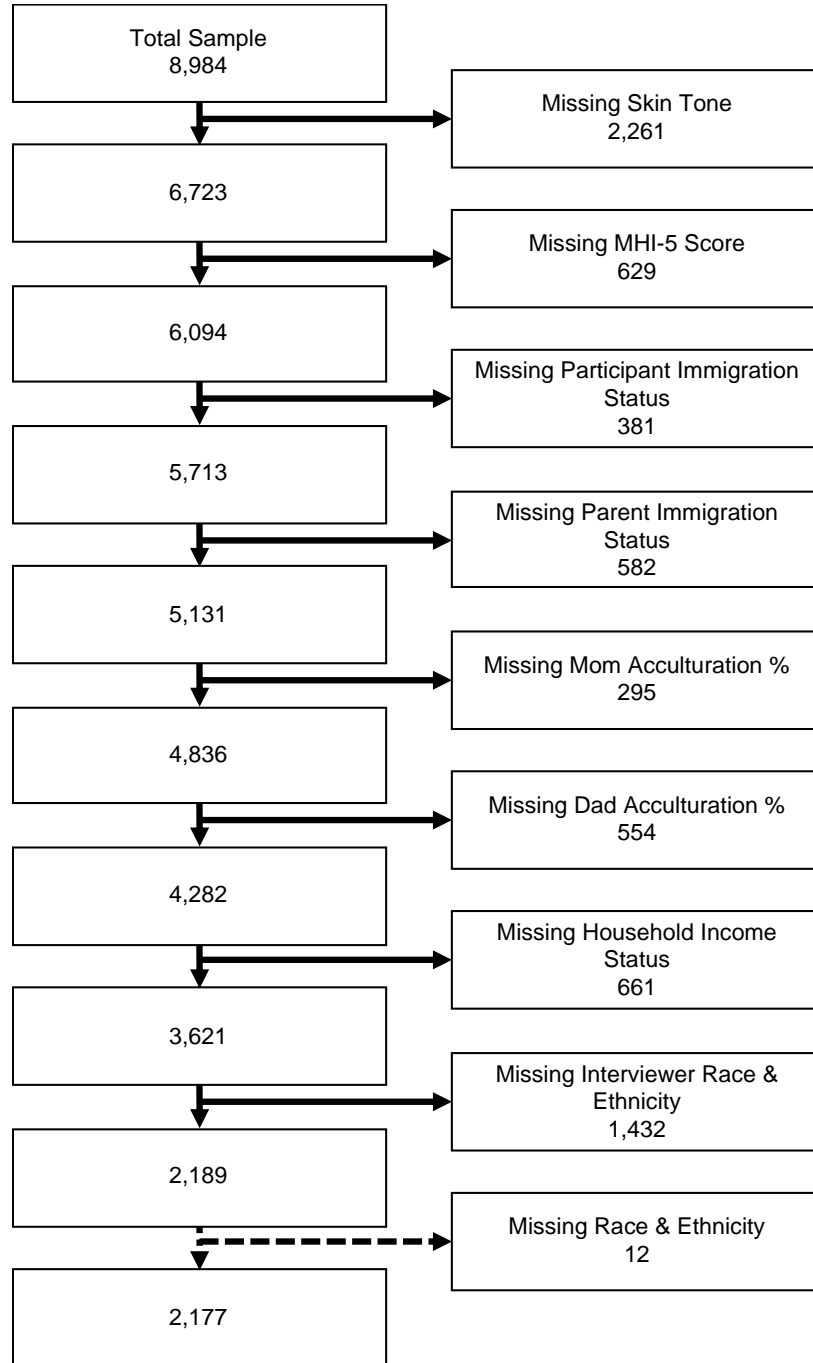 Total Sample
8,984
Missing Skin Tone
2,261
6,723
Missing MHI-5 Score
629
6,094
Missing Participant Immigration
Status
381
5,713
Missing Parent Immigration
Status
582
5,131
Missing Mom Acculturation %
295
4,836
Missing Dad Acculturation %
554
4,282
Missing Household Income
Status
661
3,621
Missing Interviewer Race &
Ethnicity
1,432
2,189
Missing Race & Ethnicity
12
2,177